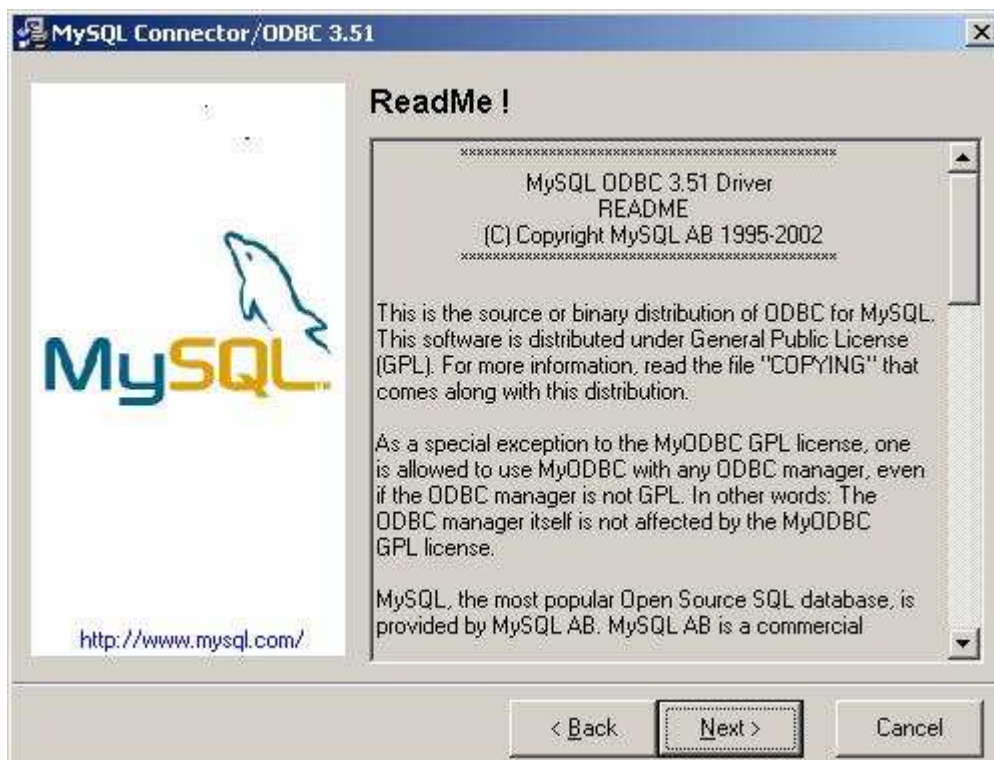 MySQL Connector/ODBC 3.51
ReadMe !
MySQL ODBC 3.51 Driver
README
(C) Copyright MySQL AB 1995-2002
This is the source or binary distribution of ODBC for MySQL.
This software is distributed under General Public License
(GPL). For more information, read the file "COPYING" that
comes along with this distribution.
As a special exception to the MyODBC GPL license, one
is allowed to use MyODBC with any ODBC manager, even
if the ODBC manager is not GPL. In other words: The
ODBC manager itself is not affected by the MyODBC
GPL license.
MySQL, the most popular Open Source SQL database, is
provided by MySQL AB. MySQL AB is a commercial
MySQL
http://www.mysql.com/
< Back
Next >
Cancel